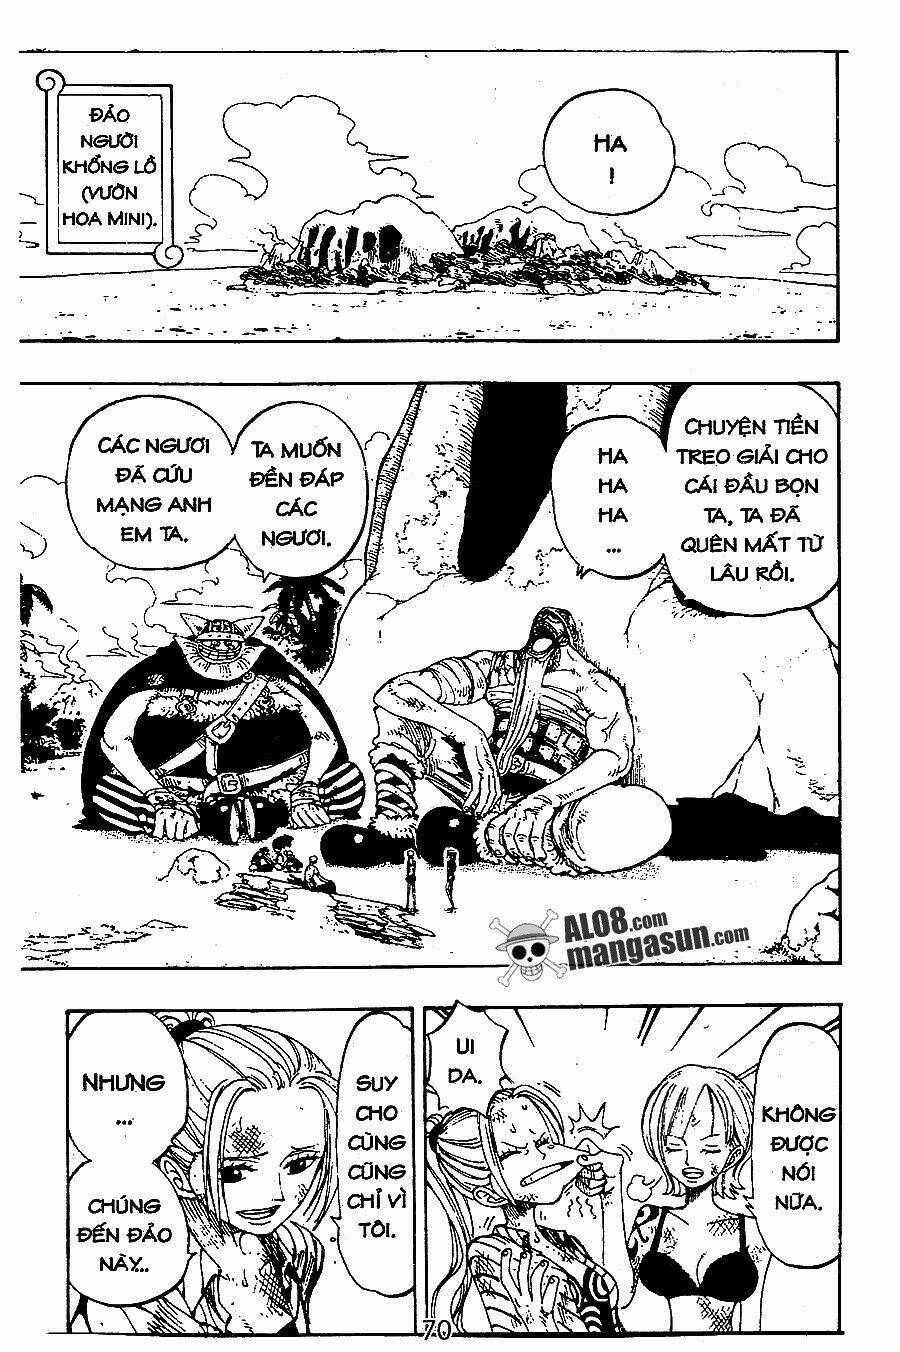 ĐẢO
NGƯỜI
KHỔNG LỒ
(VƯỜN
HOA MINI).
HA
!
CHUYỆN TIỀN
TREO GIẢI CHO
CÁI ĐẦU BỌN
TA, TA ĐÃ
QUÊN MẤT TỪ
LÂU RỒI.
HA
HA
HA
...
TA MUỐN
ĐỀN ĐÁP
CÁC
NGƯƠI.
CÁC NGƯƠI
ĐÃ CỨU
MẠNG ANH
EM TA.
AL08.com
mangasun.com
KHÔNG
ĐƯỢC
NÓI
NỮA.
UI
DA.
SUY
CHO
CÙNG
CŨNG
CHỈ VÌ
TÔI.
NHƯNG
...
CHÚNG
ĐẾN ĐẢO
NÀY...
70